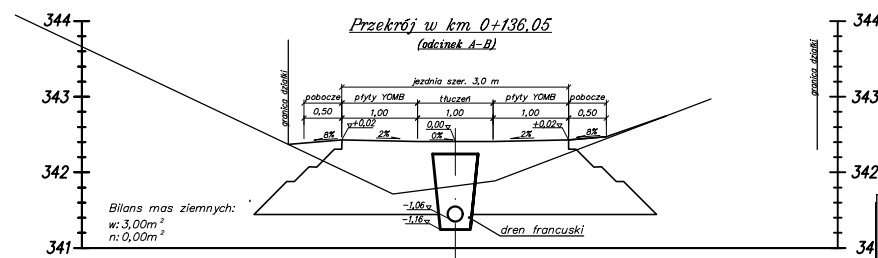 344
Przekrój w km 0+136,05
344
(odcinek A-B)
granica działki
granica działki
jezdnia szer. 3,0 m
343
pobocze
płyty YOMB
tłuczeń
płyty YOMB
pobocze
343
0,50
1,00
1,00
1,00
0,50
+0,02
0,00
+0,02
8%
2%
0%
2%
8%
342
342
Bilans mas ziemnych:
w: 3,00m²
n: 0,00m²
-1,06
-1,16
dren francuski
341
341